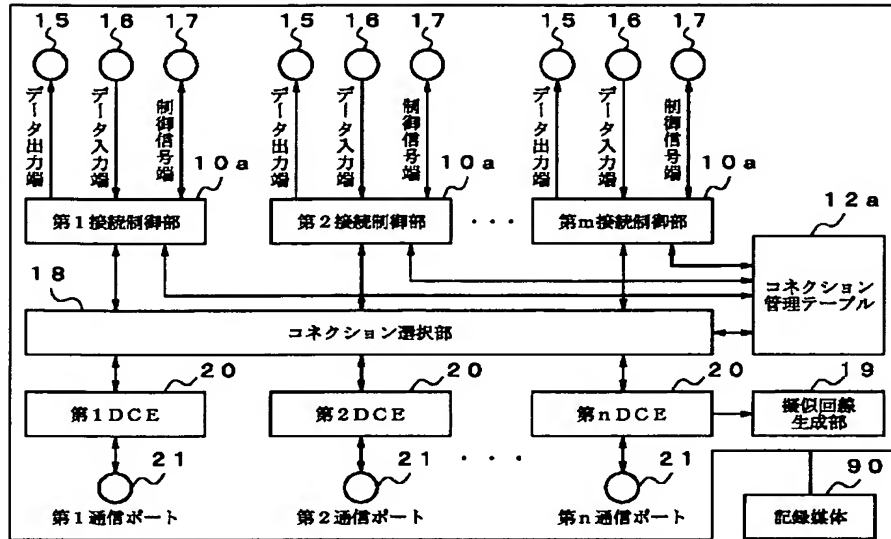 15 16 17 15 16 17 15 16 17
データ出力端
データ入力端
制御信号端
データ出力端
データ入力端
制御信号端
データ出力端
データ入力端
制御信号端
10a 10a 10a
第1接続制御部 第2接続制御部 ・・・ 第m接続制御部
12a
コネクション
管理テーブル
18
コネクション選択部
20 20 20 19
第1DCE 第2DCE 第nDCE
擬似回線
生成部
21 21 ・・・ 21
第1通信ポート 第2通信ポート 第n通信ポート
90
記録媒体